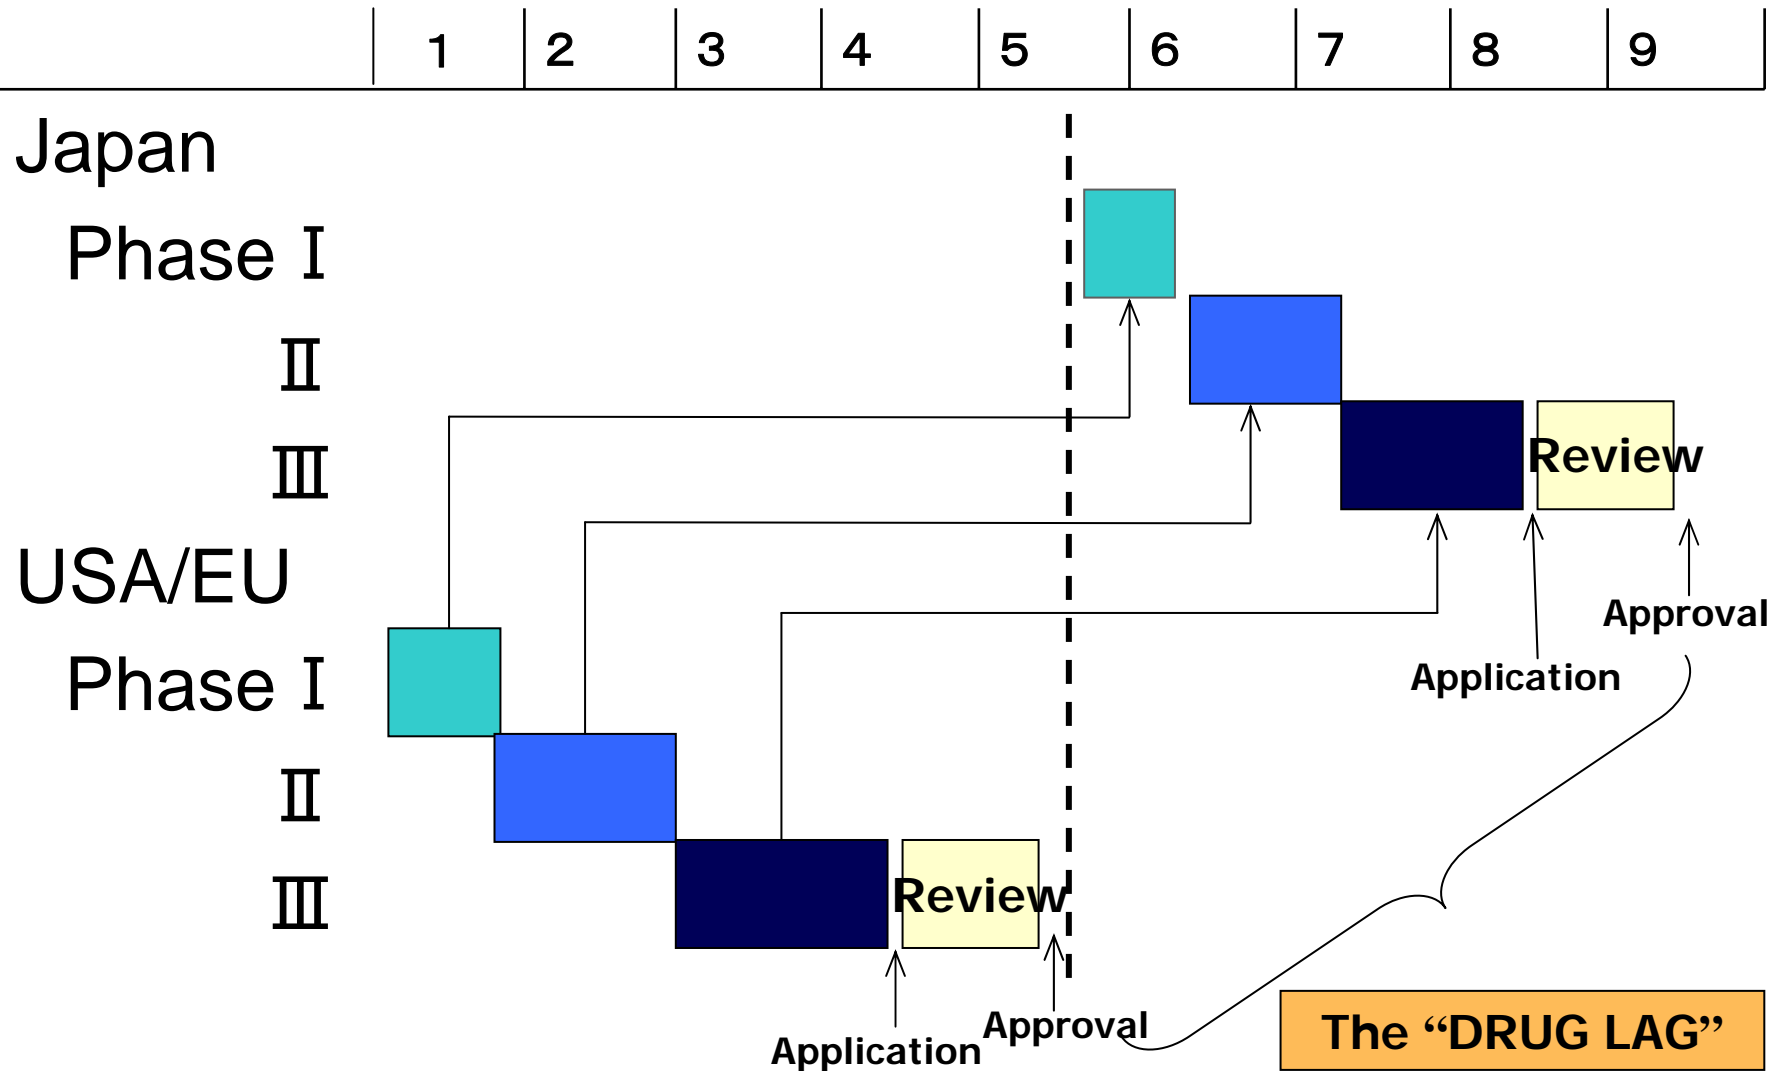 1 2 3 4 5 6 7 8 9
Japan
Phase Ⅰ
Ⅱ
Ⅲ
Review
USA/EU
Approval
Application
Phase Ⅰ
Ⅱ
Ⅲ
Review
Approval
Application
The “DRUG LAG”